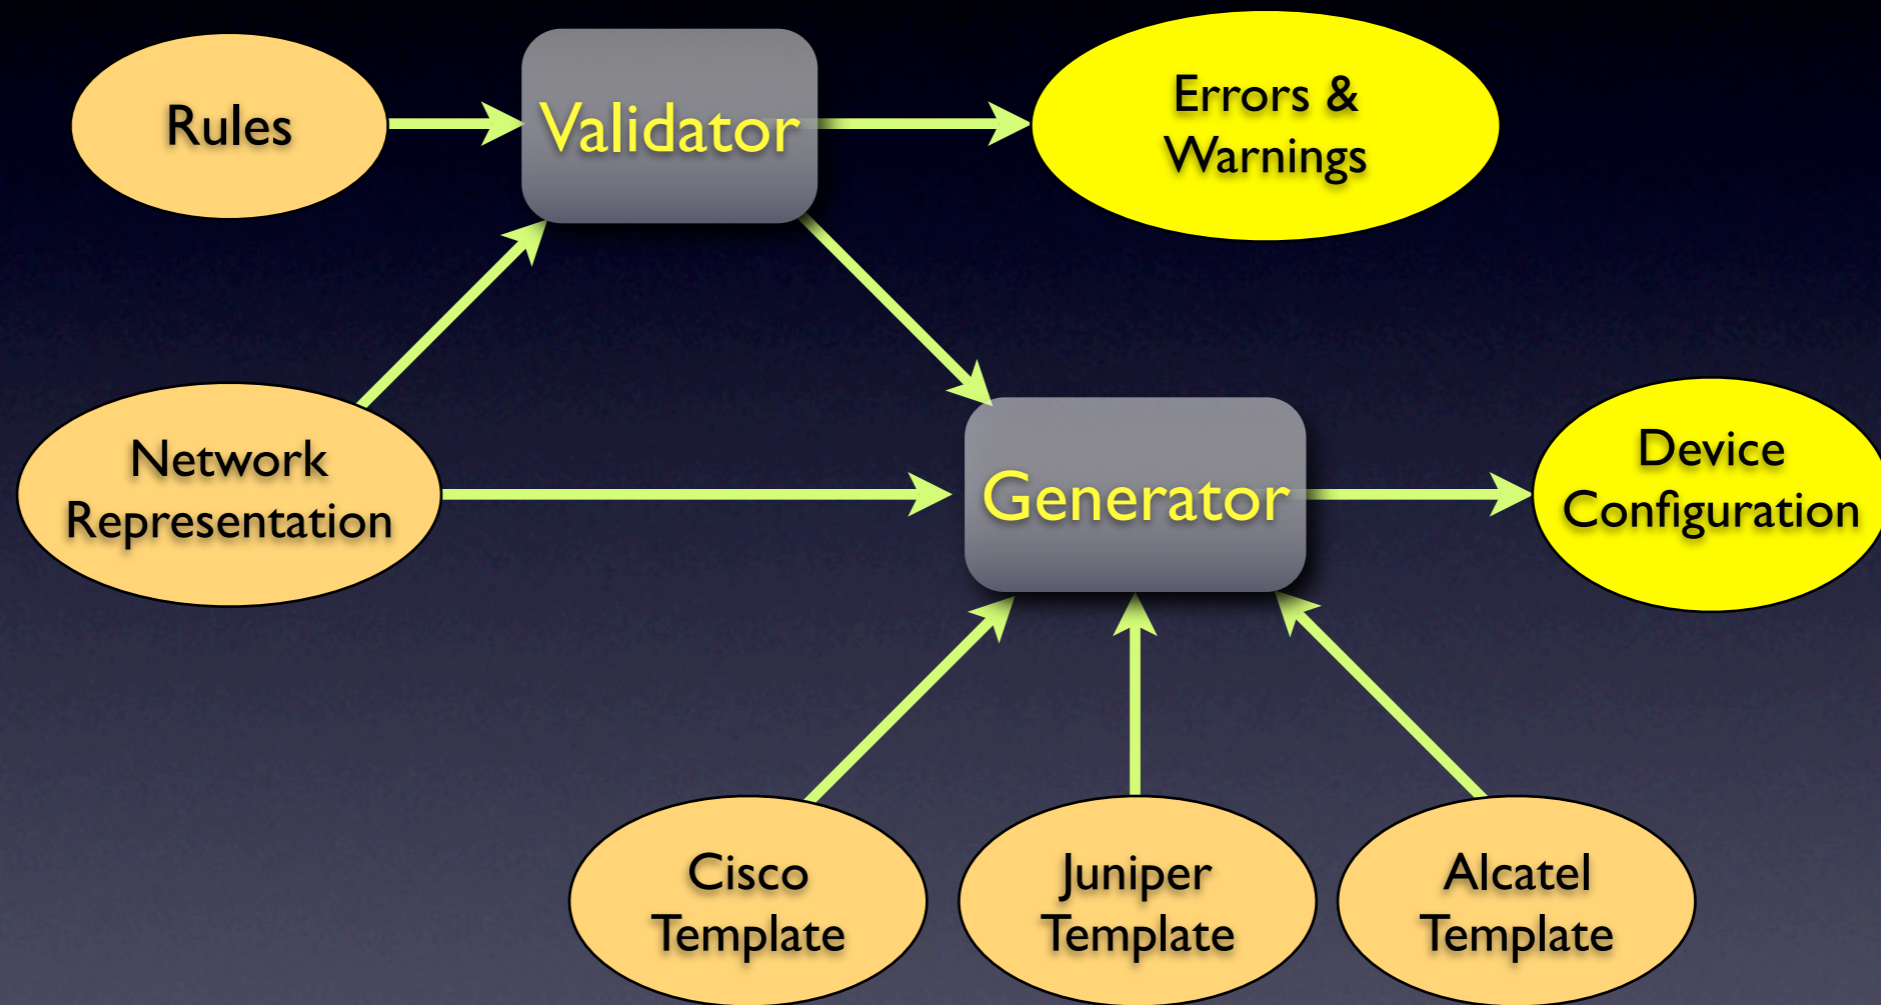 Rules
Validator
Errors &
Warnings
Network
Representation
Generator
Device
Configuration
Cisco
Template
Juniper
Template
Alcatel
Template